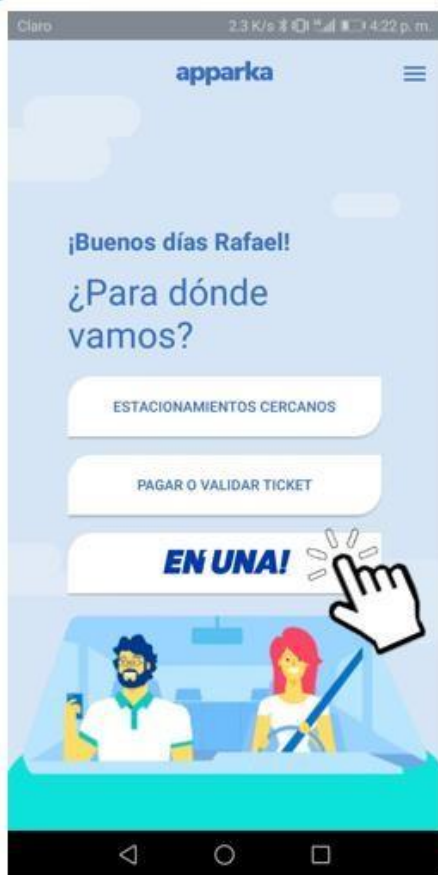 Claro 2.3 K/s 4:22 p. m.
apparka
¡Buenos días Rafael!
¿Para dónde
vamos?
ESTACIONAMIENTOS CERCANOS
PAGAR O VALIDAR TICKET
EN UNA!